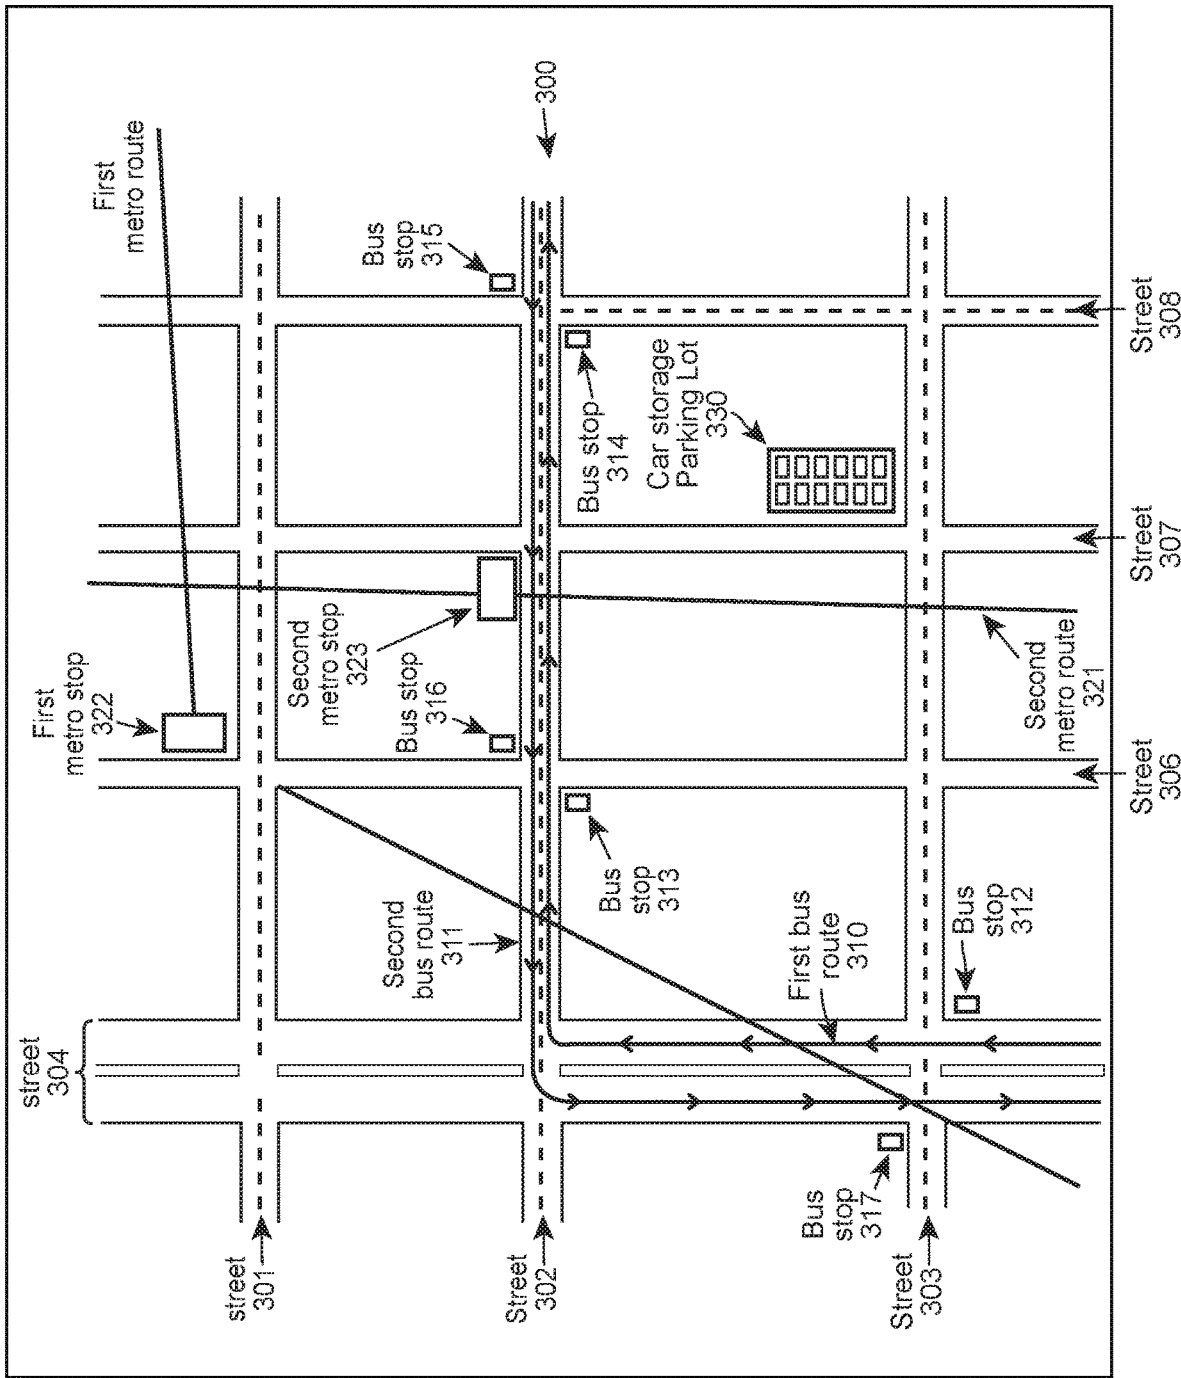 street
304
First
metro stop
322
First
metro route
300
Bus
stop
315
Second
metro stop
323
Bus stop
316
Second
bus route
311
street
301
Street
302
Street
303
Bus stop
314
Car storage
Parking Lot
330
Bus
stop
313
First bus
route
310
Bus
stop
312
Bus
stop
317
Second
metro route
321
Street
306
Street
307
Street
308